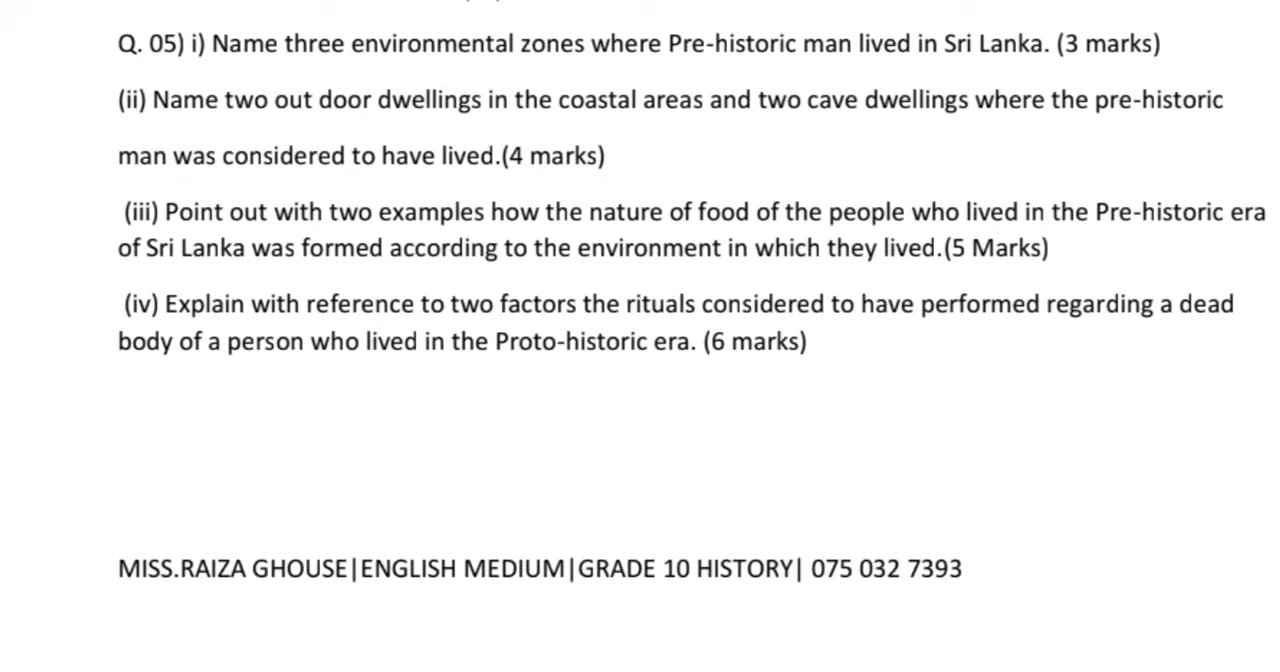 Q. 05) i) Name three environmental zones where Pre-historic man lived in Sri Lanka. (3 marks)
(ii) Name two out door dwellings in the coastal areas and two cave dwellings where the pre-historic
man was considered to have lived.(4 marks)
(iii) Point out with two examples how the nature of food of the people who lived in the Pre-historic era
of Sri Lanka was formed according to the environment in which they lived.(5 Marks)
(iv) Explain with reference to two factors the rituals considered to have performed regarding a dead
body of a person who lived in the Proto-historic era. (6 marks)
MISS.RAIZA GHOUSE|ENGLISH MEDIUM|GRADE 10 HISTORY| 075 032 7393